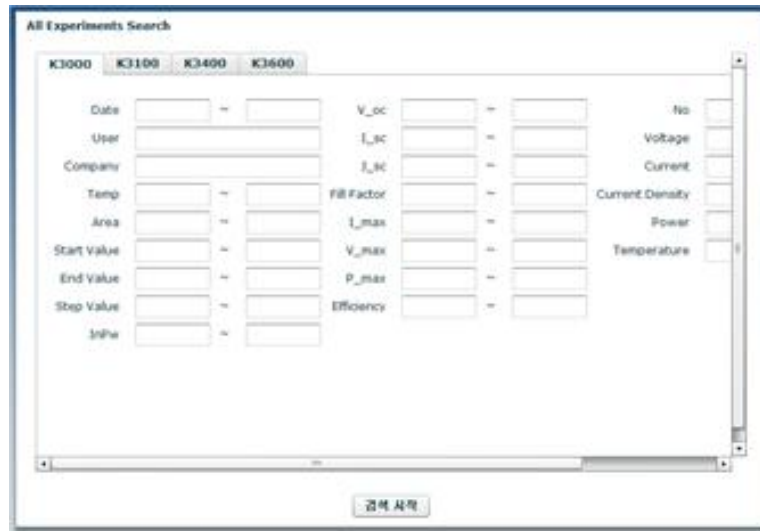 All Experiments Search
K3000 K3100 K3400 K3600
Date ~ V_oc ~ No
User I_sc ~ Voltage
Company J_sc ~ Current
Temp ~ Fill Factor ~ Current Density
Area ~ I_max ~ Power
Start Value ~ V_max ~ Temperature
End Value ~ P_max ~
Step Value ~ Efficiency ~
InPw ~
검색 시작